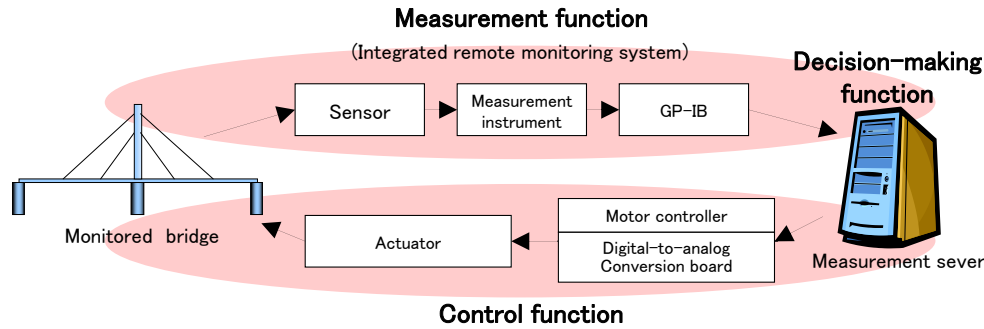 Measurement function
(Integrated remote monitoring system)
Decision-making
function
Sensor
Measurement
instrument
GP-IB
Monitored bridge
Actuator
Motor controller
Digital-to-analog
Conversion board
Measurement sever
Control function